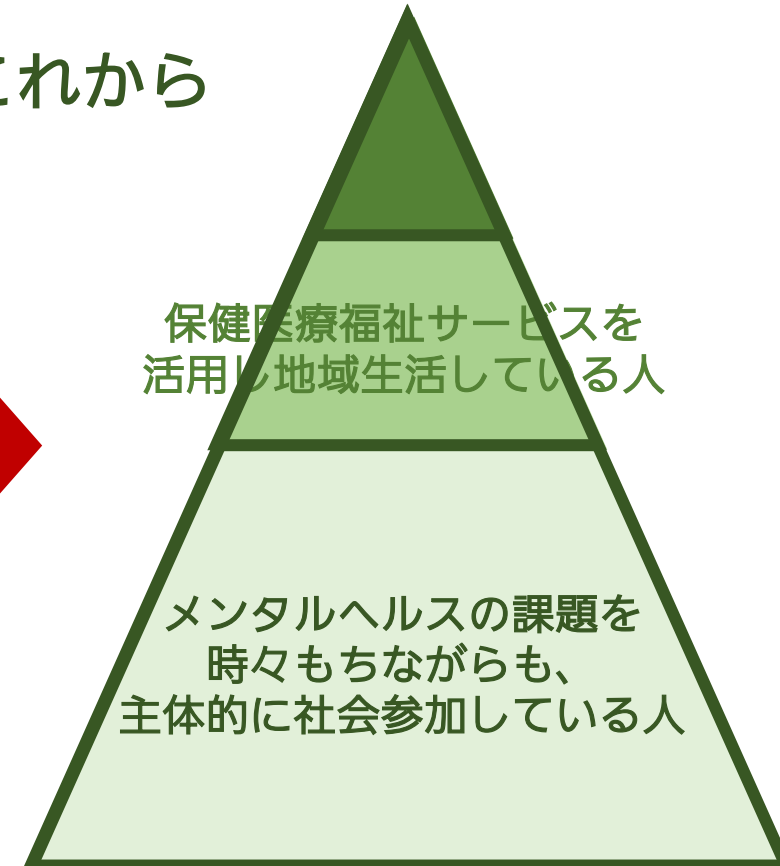 これから
保健医療福祉サービスを
活用し地域生活している人
メンタルヘルスの課題を
時々もちながらも、
主体的に社会参加している人